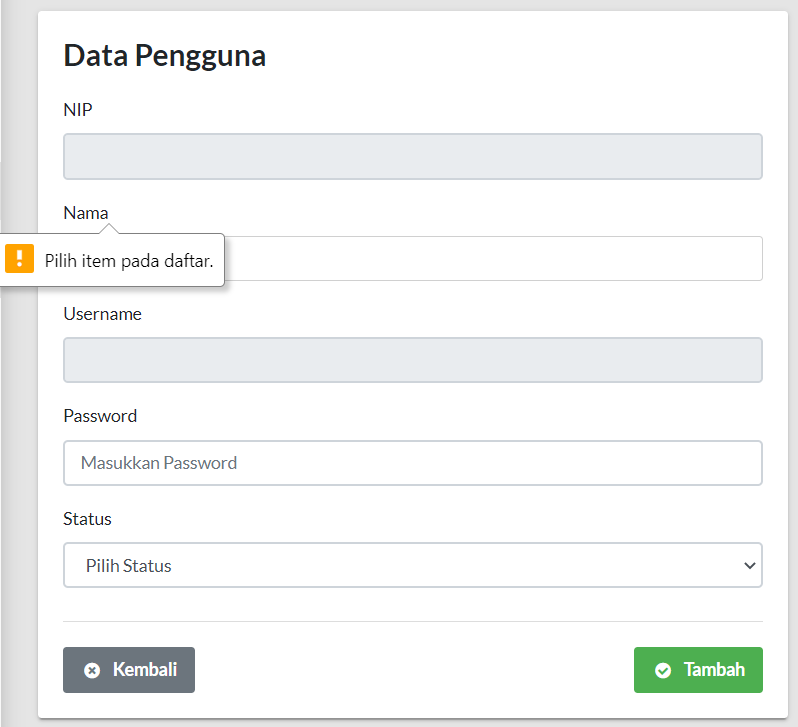 Data Pengguna
NIP
Nama
Pilih item pada daftar.
Username
Password
Masukkan Password
Status
Pilih Status
Kembali
Tambah